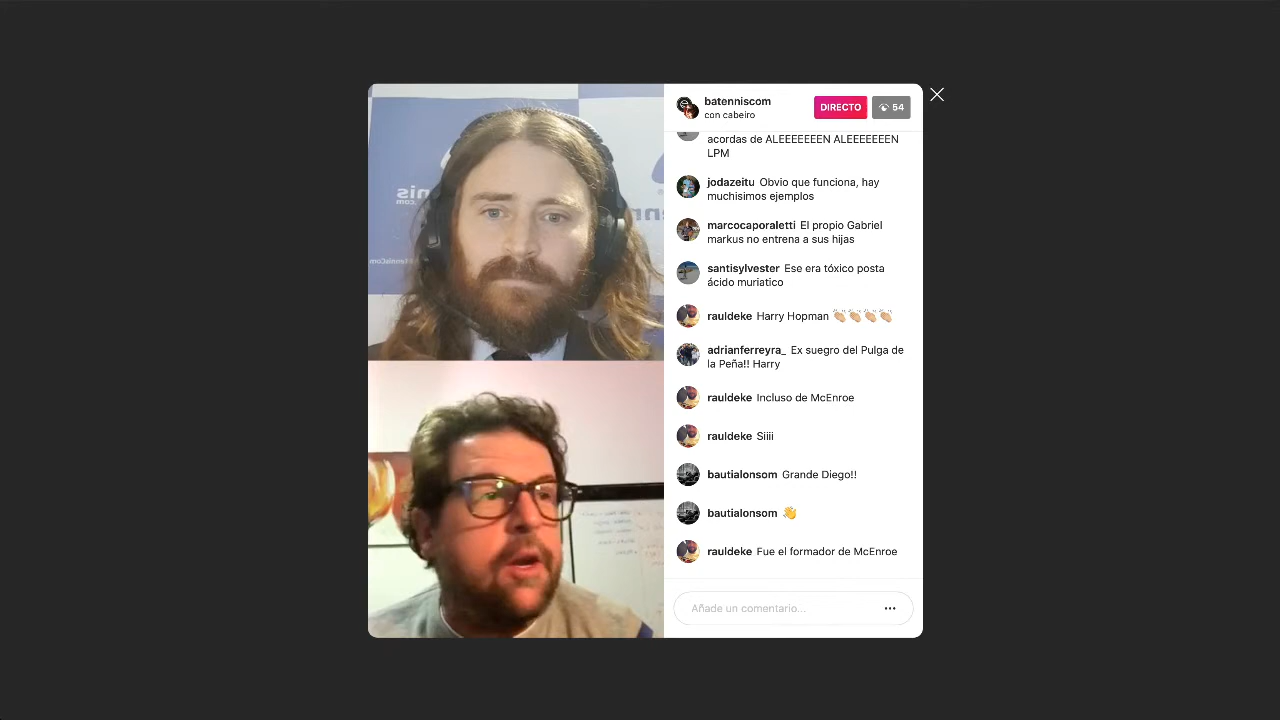 batenniscom
con cabeiro
DIRECTO
54
acordas de ALEEEEEEEN ALEEEEEEEN
LPM
jodazeitu Obvio que funciona, hay
muchisimos ejemplos
marcocaporaletti El propio Gabriel
markus no entrena a sus hijas
santisylvester Ese era tóxico posta
ácido muriatico
rauldeke Harry Hopman 👏🏼👏🏼👏🏼👏🏼
adrianferreyra_ Ex suegro del Pulga de
la Peña!! Harry
rauldeke Incluso de McEnroe
rauldeke Siiii
bautialonsom Grande Diego!!
bautialonsom 👋
rauldeke Fue el formador de McEnroe
Añade un comentario...